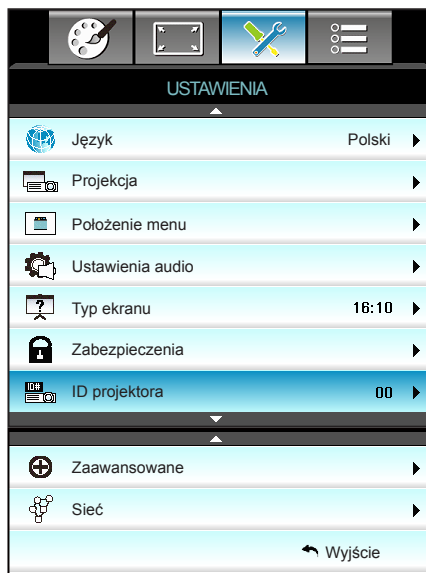 USTAWIENIA
Język Polski
Projekcja
Położenie menu
Ustawienia audio
?
Typ ekranu 16:10
Zabezpieczenia
ID#
ID projektora 00
Zaawansowane
Sieć
Wyjście